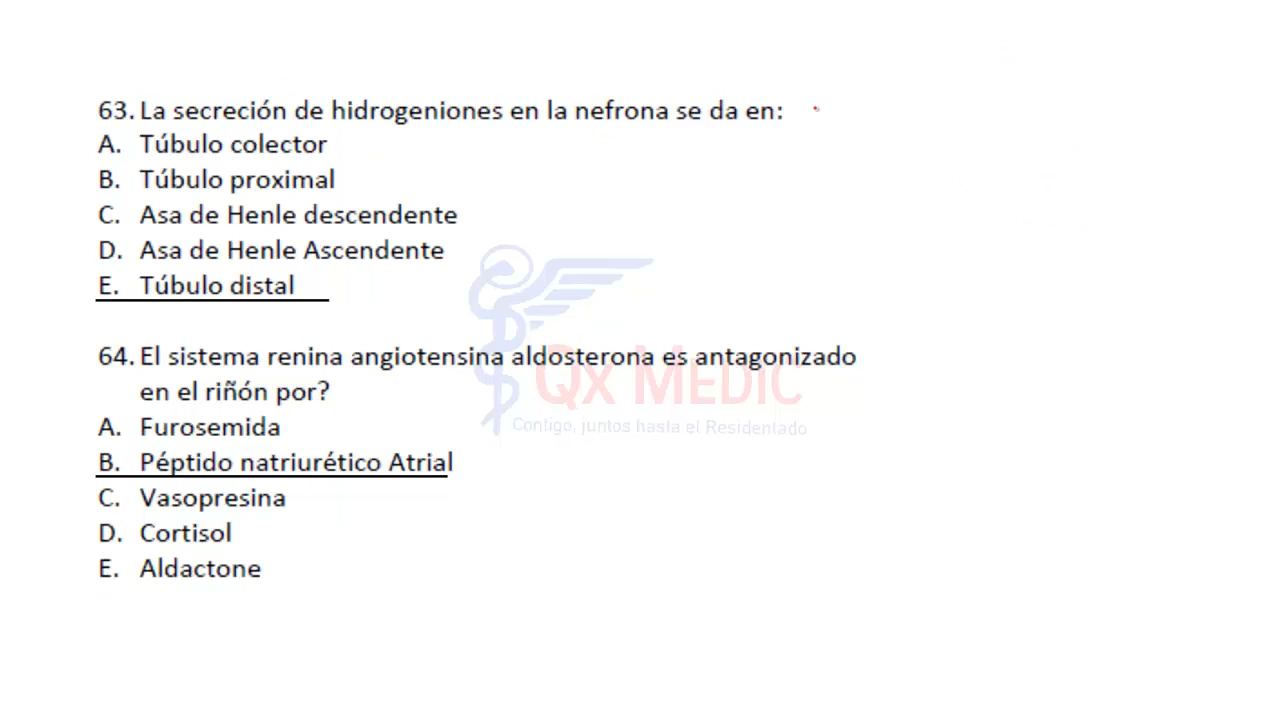 63. La secreción de hidrogeniones en la nefrona se da en:
A. Túbulo colector
B. Túbulo proximal
C. Asa de Henle descendente
D. Asa de Henle Ascendente
E. Túbulo distal
64. El sistema renina angiotensina aldosterona es antagonizado
en el riñón por?
A. Furosemida
B. Péptido natriurético Atrial
C. Vasopresina
D. Cortisol
E. Aldactone
Qx MEDIC
Contigo, juntos hasta el Residentado